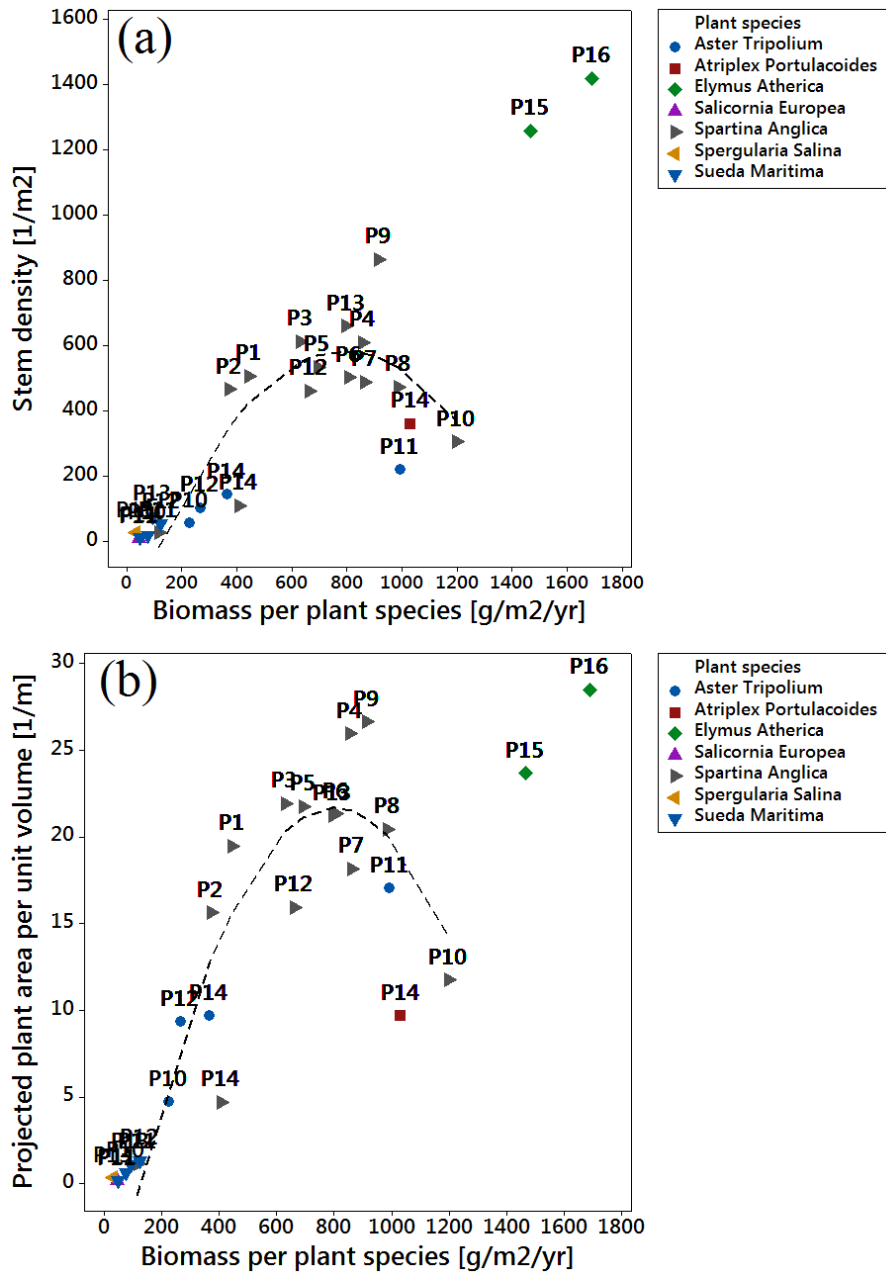 (a)
Stem density [1/m2]
1600
1400
1200
1000
800
600
400
200
0
P16
P15
P9
P13
P3
P4
P5
P1
P6
P7
P2
P12
P8
P14
P10
P11
P14
P14
P12
P10
P13
0 200 400 600 800 1000 1200 1400 1600 1800
Biomass per plant species [g/m2/yr]
Plant species
Aster Tripolium
Atriplex Portulacoides
Elymus Atherica
Salicornia Europea
Spartina Anglica
Spergularia Salina
Sueda Maritima
(b)
Projected plant area per unit volume [1/m]
30
25
20
15
10
5
0
P16
P9
P4
P15
P3
P5
P6
P13
P1
P8
P7
P11
P2
P12
P10
P12
P14
P14
P10
P14
P12
0 200 400 600 800 1000 1200 1400 1600 1800
Biomass per plant species [g/m2/yr]
Plant species
Aster Tripolium
Atriplex Portulacoides
Elymus Atherica
Salicornia Europea
Spartina Anglica
Spergularia Salina
Sueda Maritima